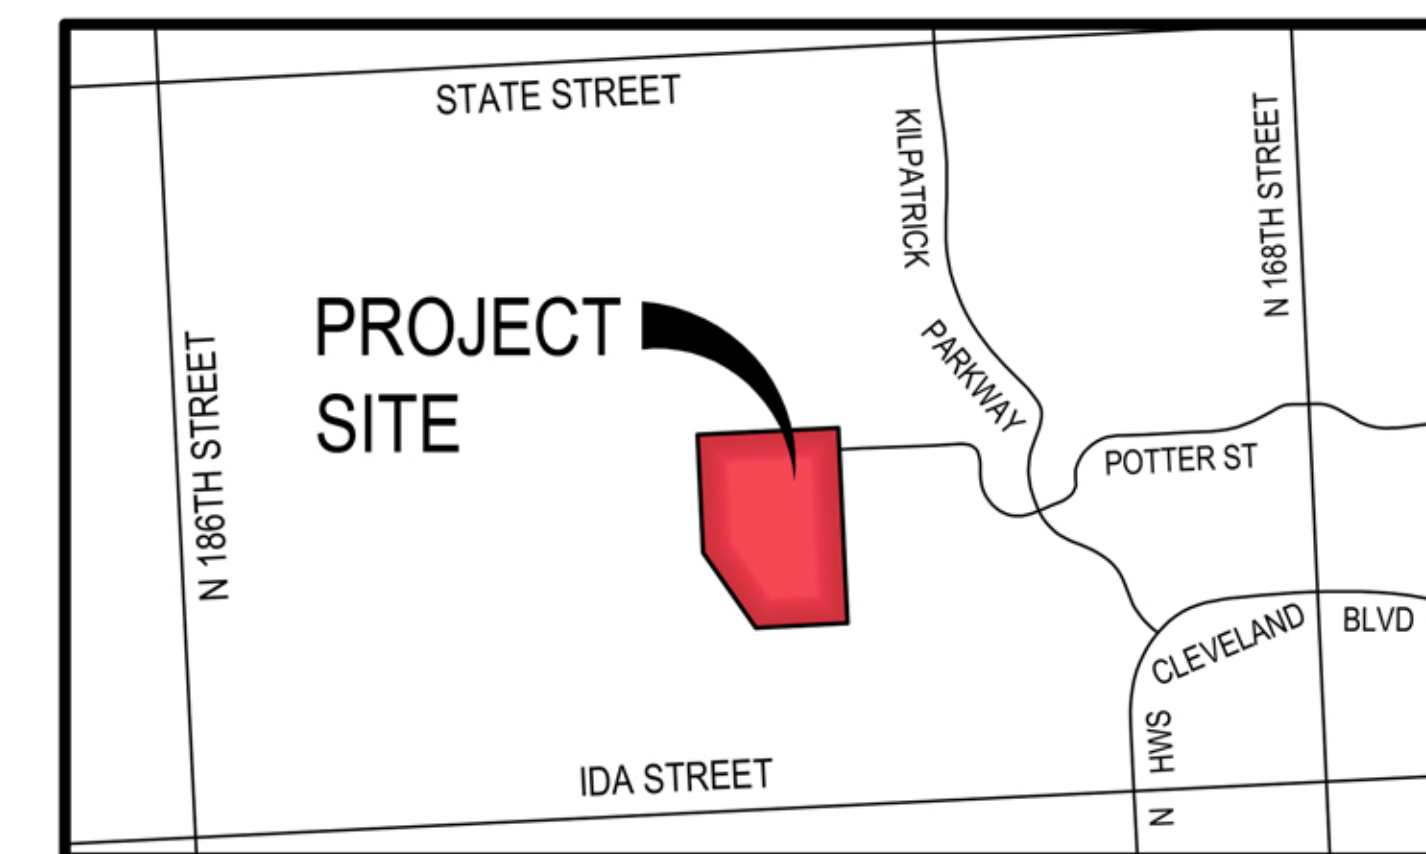 STATE STREET
KILPATRICK
PARKWAY
N 168TH STREET
PROJECT
SITE
N 186TH STREET
POTTER ST
CLEVELAND
BLVD
N HWS
IDA STREET